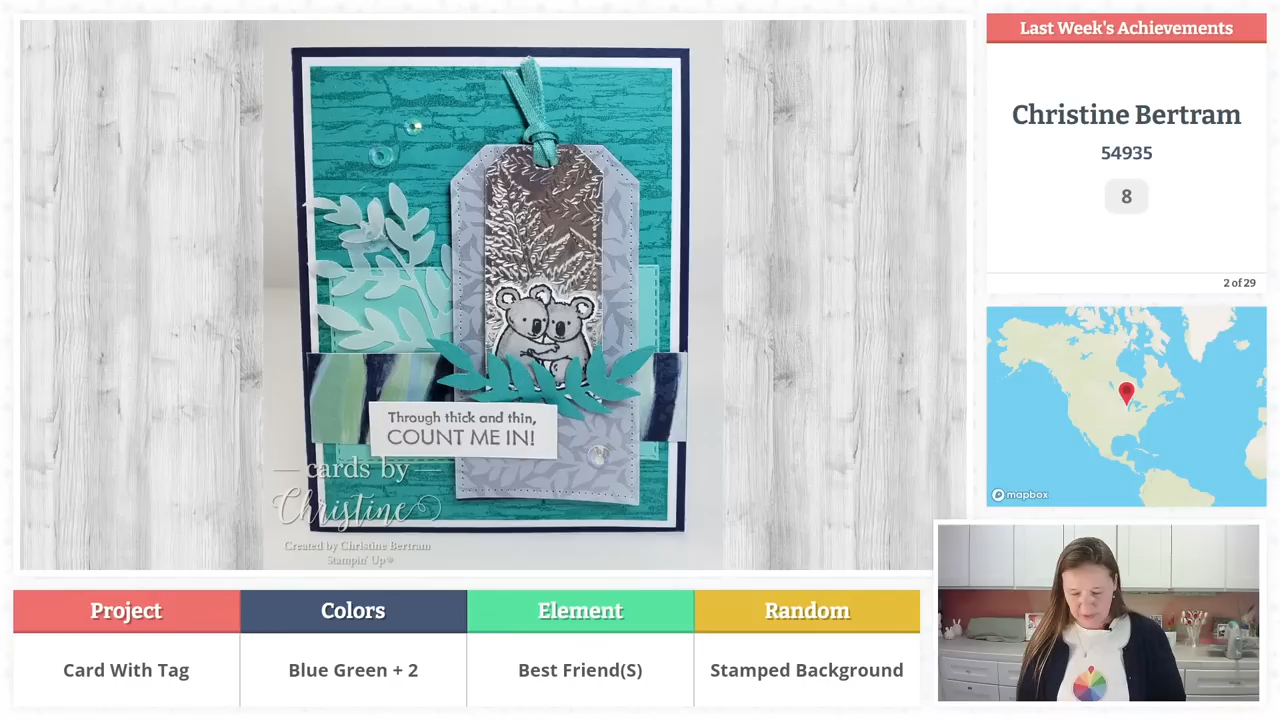 Last Week's Achievements
Christine Bertram
54935
8
2 of 29
mapbox
Through thick and thin,
COUNT ME IN!
cards by
Christine
Created by Christine Bertram
Stampin' Up®
Project
Colors
Element
Random
Card With Tag
Blue Green + 2
Best Friend(S)
Stamped Background